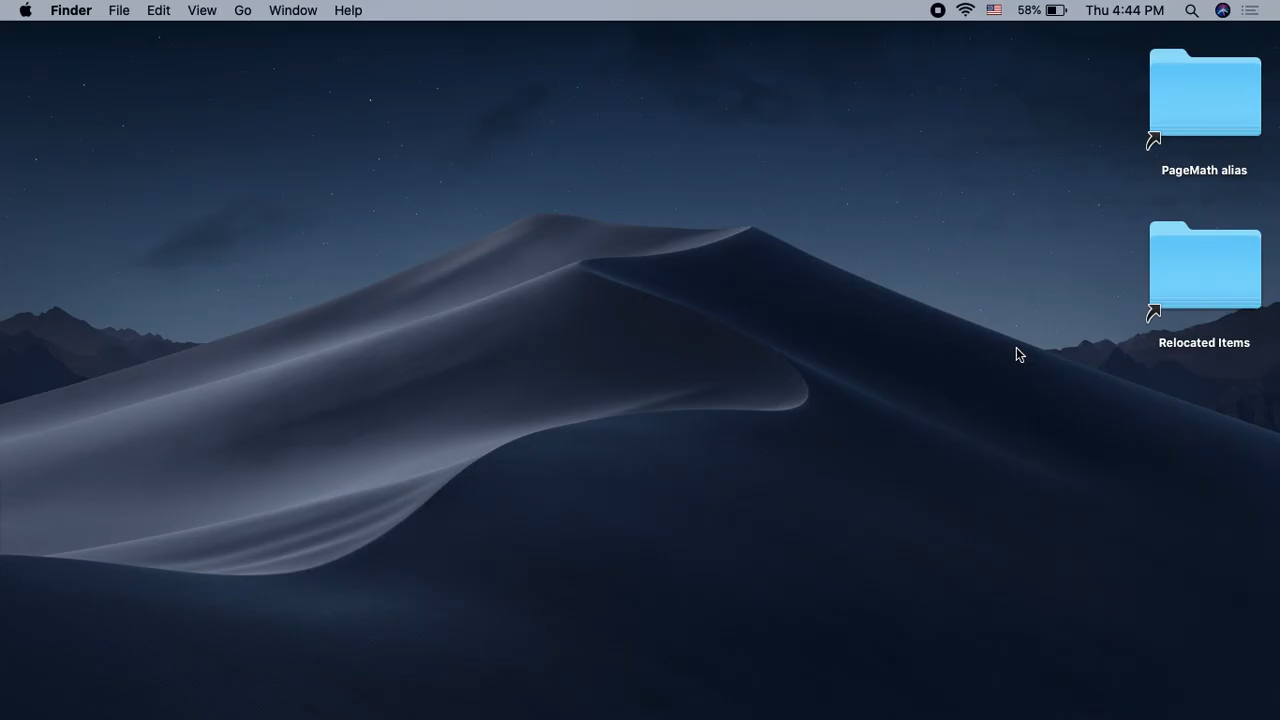 Finder File Edit View Go Window Help 58% Thu 4:44 PM
PageMath alias
Relocated Items